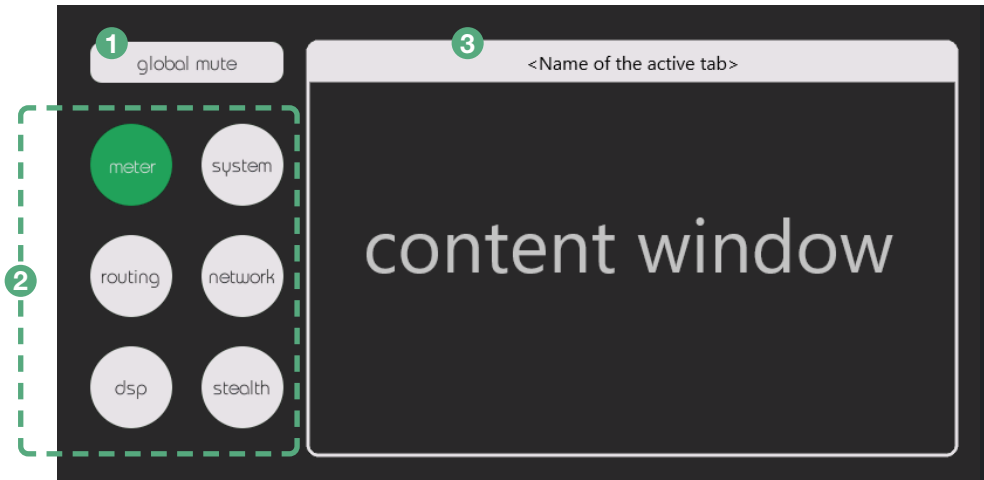 1
global mute
3
<Name of the active tab>
meter
system
2
routing
network
content window
dsp
stealth